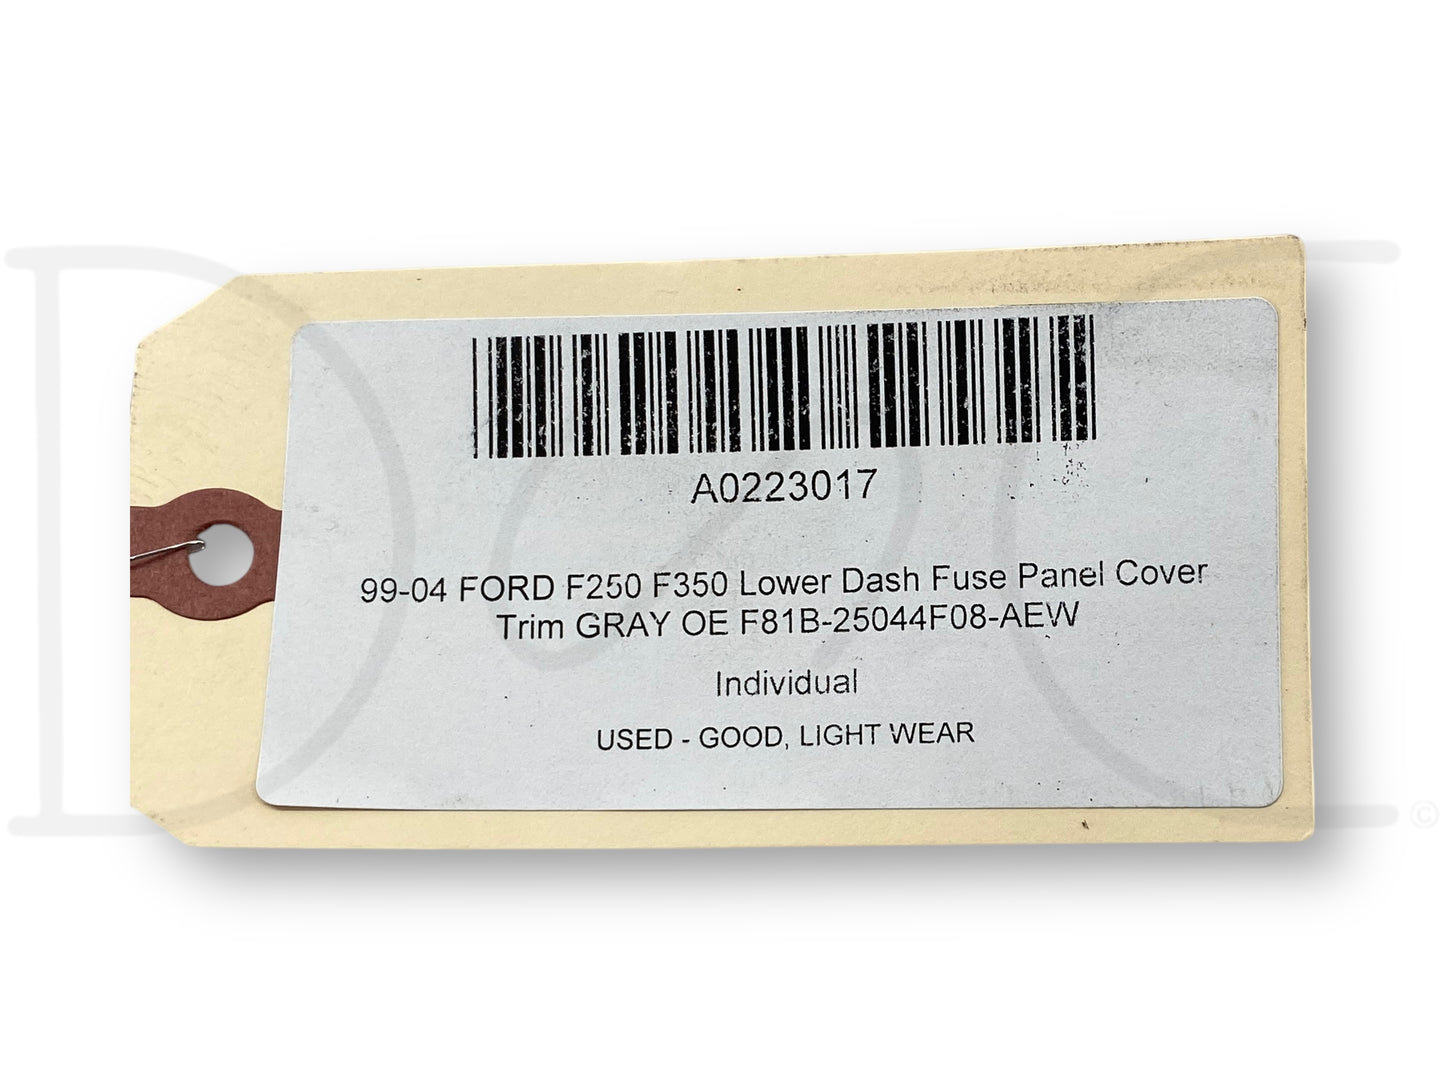 A0223017
99-04 FORD F250 F350 Lower Dash Fuse Panel Cover
Trim GRAY OE F81B-25044F08-AEW
Individual
USED - GOOD, LIGHT WEAR
©